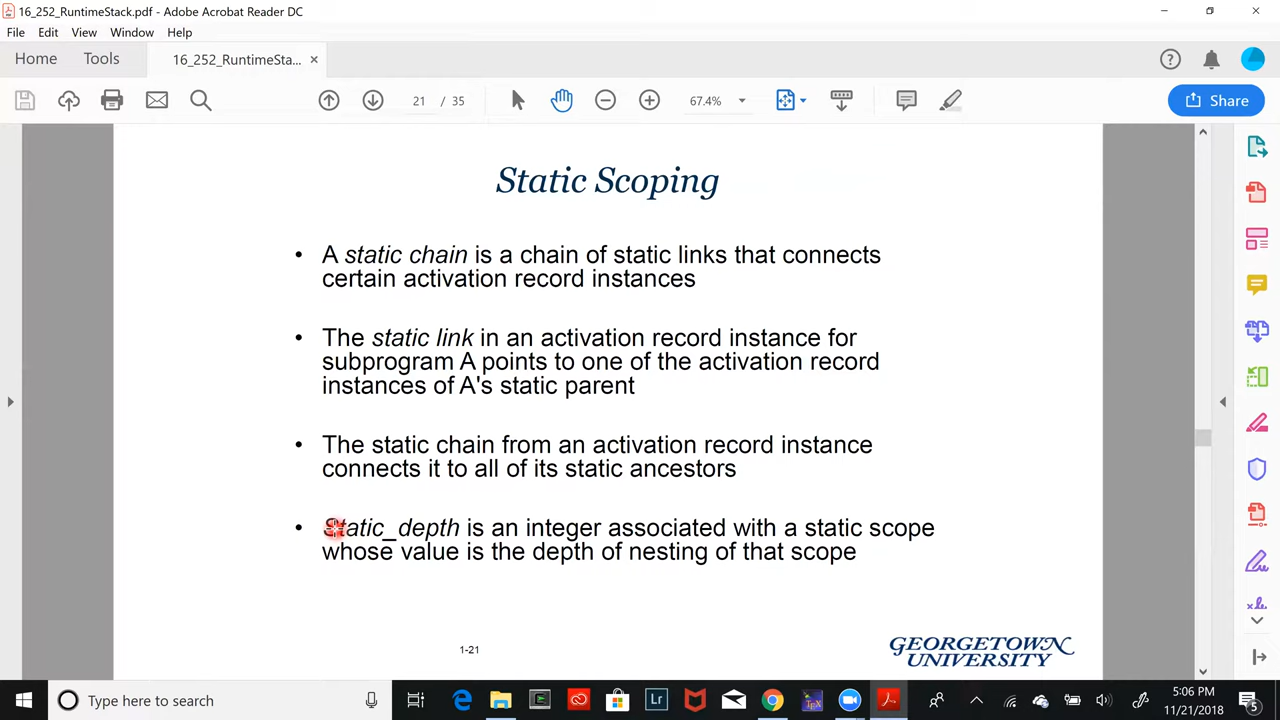 16_252_RuntimeStack.pdf - Adobe Acrobat Reader DC
File Edit View Window Help
Home Tools 16_252_RuntimeSta... ×
21 / 35 67.4% Share
Static Scoping
• A static chain is a chain of static links that connects
certain activation record instances
• The static link in an activation record instance for
subprogram A points to one of the activation record
instances of A's static parent
• The static chain from an activation record instance
connects it to all of its static ancestors
• Static_depth is an integer associated with a static scope
whose value is the depth of nesting of that scope
1-21
GEORGETOWN
UNIVERSITY
Type here to search
Lr
TeX
5:06 PM
11/21/2018
5